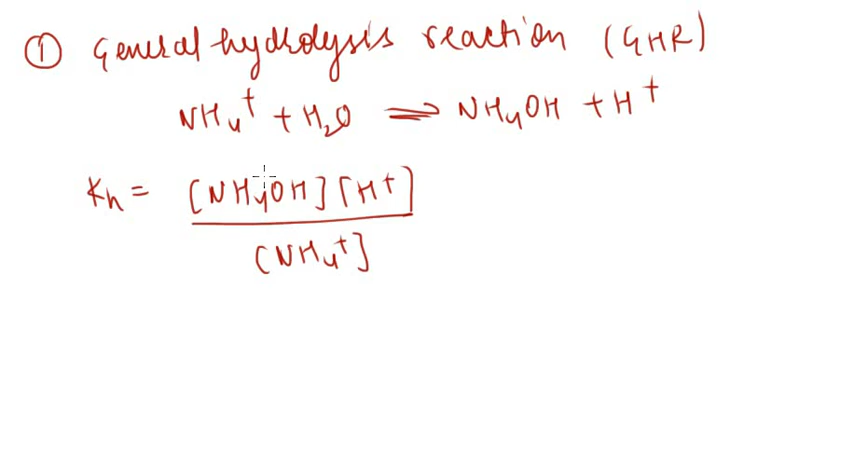 ① General hydrolysis reaction (GHR)
NH₄⁺ + H₂O ⇌ NH₄OH + H⁺
Kh = [NH₄OH][H⁺]
[NH₄⁺]